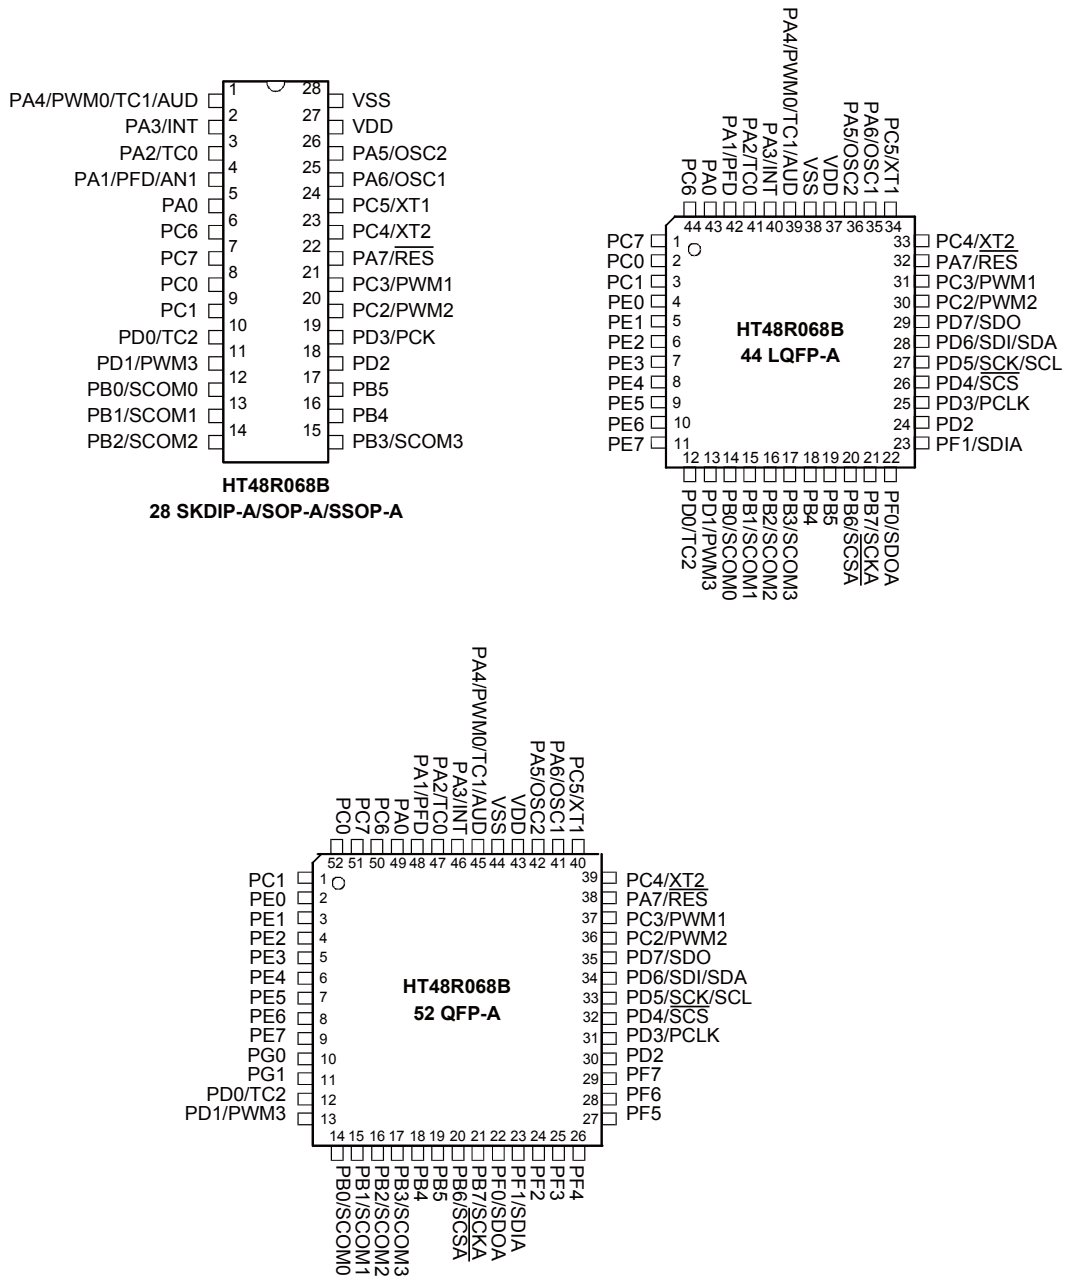 PA4/PWM0/TC1/AUD 1 28 VSS
PA3/INT 2 27 VDD
PA2/TC0 3 26 PA5/OSC2
PA1/PFD/AN1 4 25 PA6/OSC1
PA0 5 24 PC5/XT1
PC6 6 23 PC4/XT2
PC7 7 22 PA7/RES
PC0 8 21 PC3/PWM1
PC1 9 20 PC2/PWM2
PD0/TC2 10 19 PD3/PCK
PD1/PWM3 11 18 PD2
PB0/SCOM0 12 17 PB5
PB1/SCOM1 13 16 PB4
PB2/SCOM2 14 15 PB3/SCOM3
HT48R068B
28 SKDIP-A/SOP-A/SSOP-A
PC6
PA0
PA1/PFD
PA2/TC0
PA3/INT
PA4/PWM0/TC1/AUD
VSS
VDD
PA5/OSC2
PA6/OSC1
PC5/XT1
44 43 42 41 40 39 38 37 36 35 34
PC7 1 33 PC4/XT2
PC0 2 32 PA7/RES
PC1 3 31 PC3/PWM1
PE0 4 30 PC2/PWM2
PE1 5 29 PD7/SDO
PE2 6 28 PD6/SDI/SDA
PE3 7 27 PD5/SCK/SCL
PE4 8 26 PD4/SCS
PE5 9 25 PD3/PCLK
PE6 10 24 PD2
PE7 11 23 PF1/SDIA
HT48R068B
44 LQFP-A
12 13 14 15 16 17 18 19 20 21 22
PD0/TC2
PD1/PWM3
PB0/SCOM0
PB1/SCOM1
PB2/SCOM2
PB3/SCOM3
PB4
PB5
PB6/SCSA
PB7/SCKA
PF0/SDOA
PC0
PC7
PC6
PA0
PA1/PFD
PA2/TC0
PA3/INT
PA4/PWM0/TC1/AUD
VSS
VDD
PA5/OSC2
PA6/OSC1
PC5/XT1
52 51 50 49 48 47 46 45 44 43 42 41 40
PC1 1 39 PC4/XT2
PE0 2 38 PA7/RES
PE1 3 37 PC3/PWM1
PE2 4 36 PC2/PWM2
PE3 5 35 PD7/SDO
PE4 6 34 PD6/SDI/SDA
PE5 7 33 PD5/SCK/SCL
PE6 8 32 PD4/SCS
PE7 9 31 PD3/PCLK
PG0 10 30 PD2
PG1 11 29 PF7
PD0/TC2 12 28 PF6
PD1/PWM3 13 27 PF5
HT48R068B
52 QFP-A
14 15 16 17 18 19 20 21 22 23 24 25 26
PB0/SCOM0
PB1/SCOM1
PB2/SCOM2
PB3/SCOM3
PB4
PB5
PB6/SCSA
PB7/SCKA
PF0/SDOA
PF1/SDIA
PF2
PF3
PF4